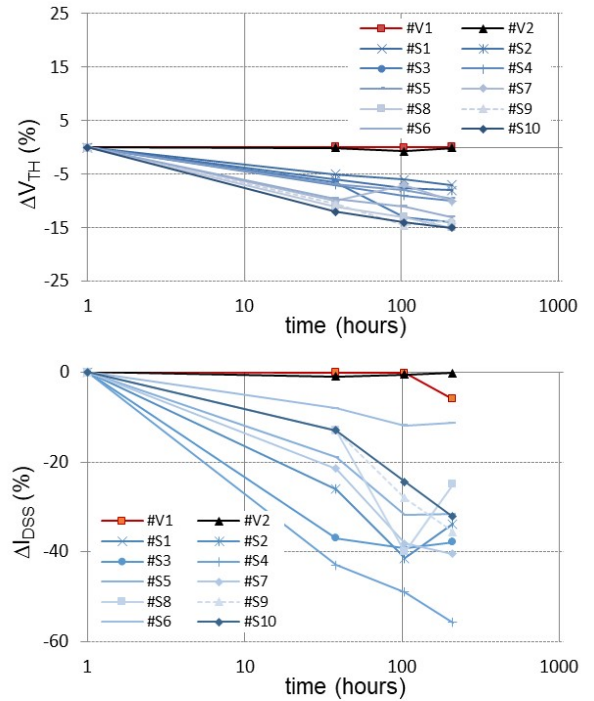 25
15
5
-5
-15
-25
ΔV_TH (%)
#V1 #V2
#S1 #S2
#S3 #S4
#S5 #S7
#S8 #S9
#S6 #S10
1 10 100 1000
time (hours)
0
-20
-40
-60
ΔI_DSS (%)
#V1 #V2
#S1 #S2
#S3 #S4
#S5 #S7
#S8 #S9
#S6 #S10
1 10 100 1000
time (hours)